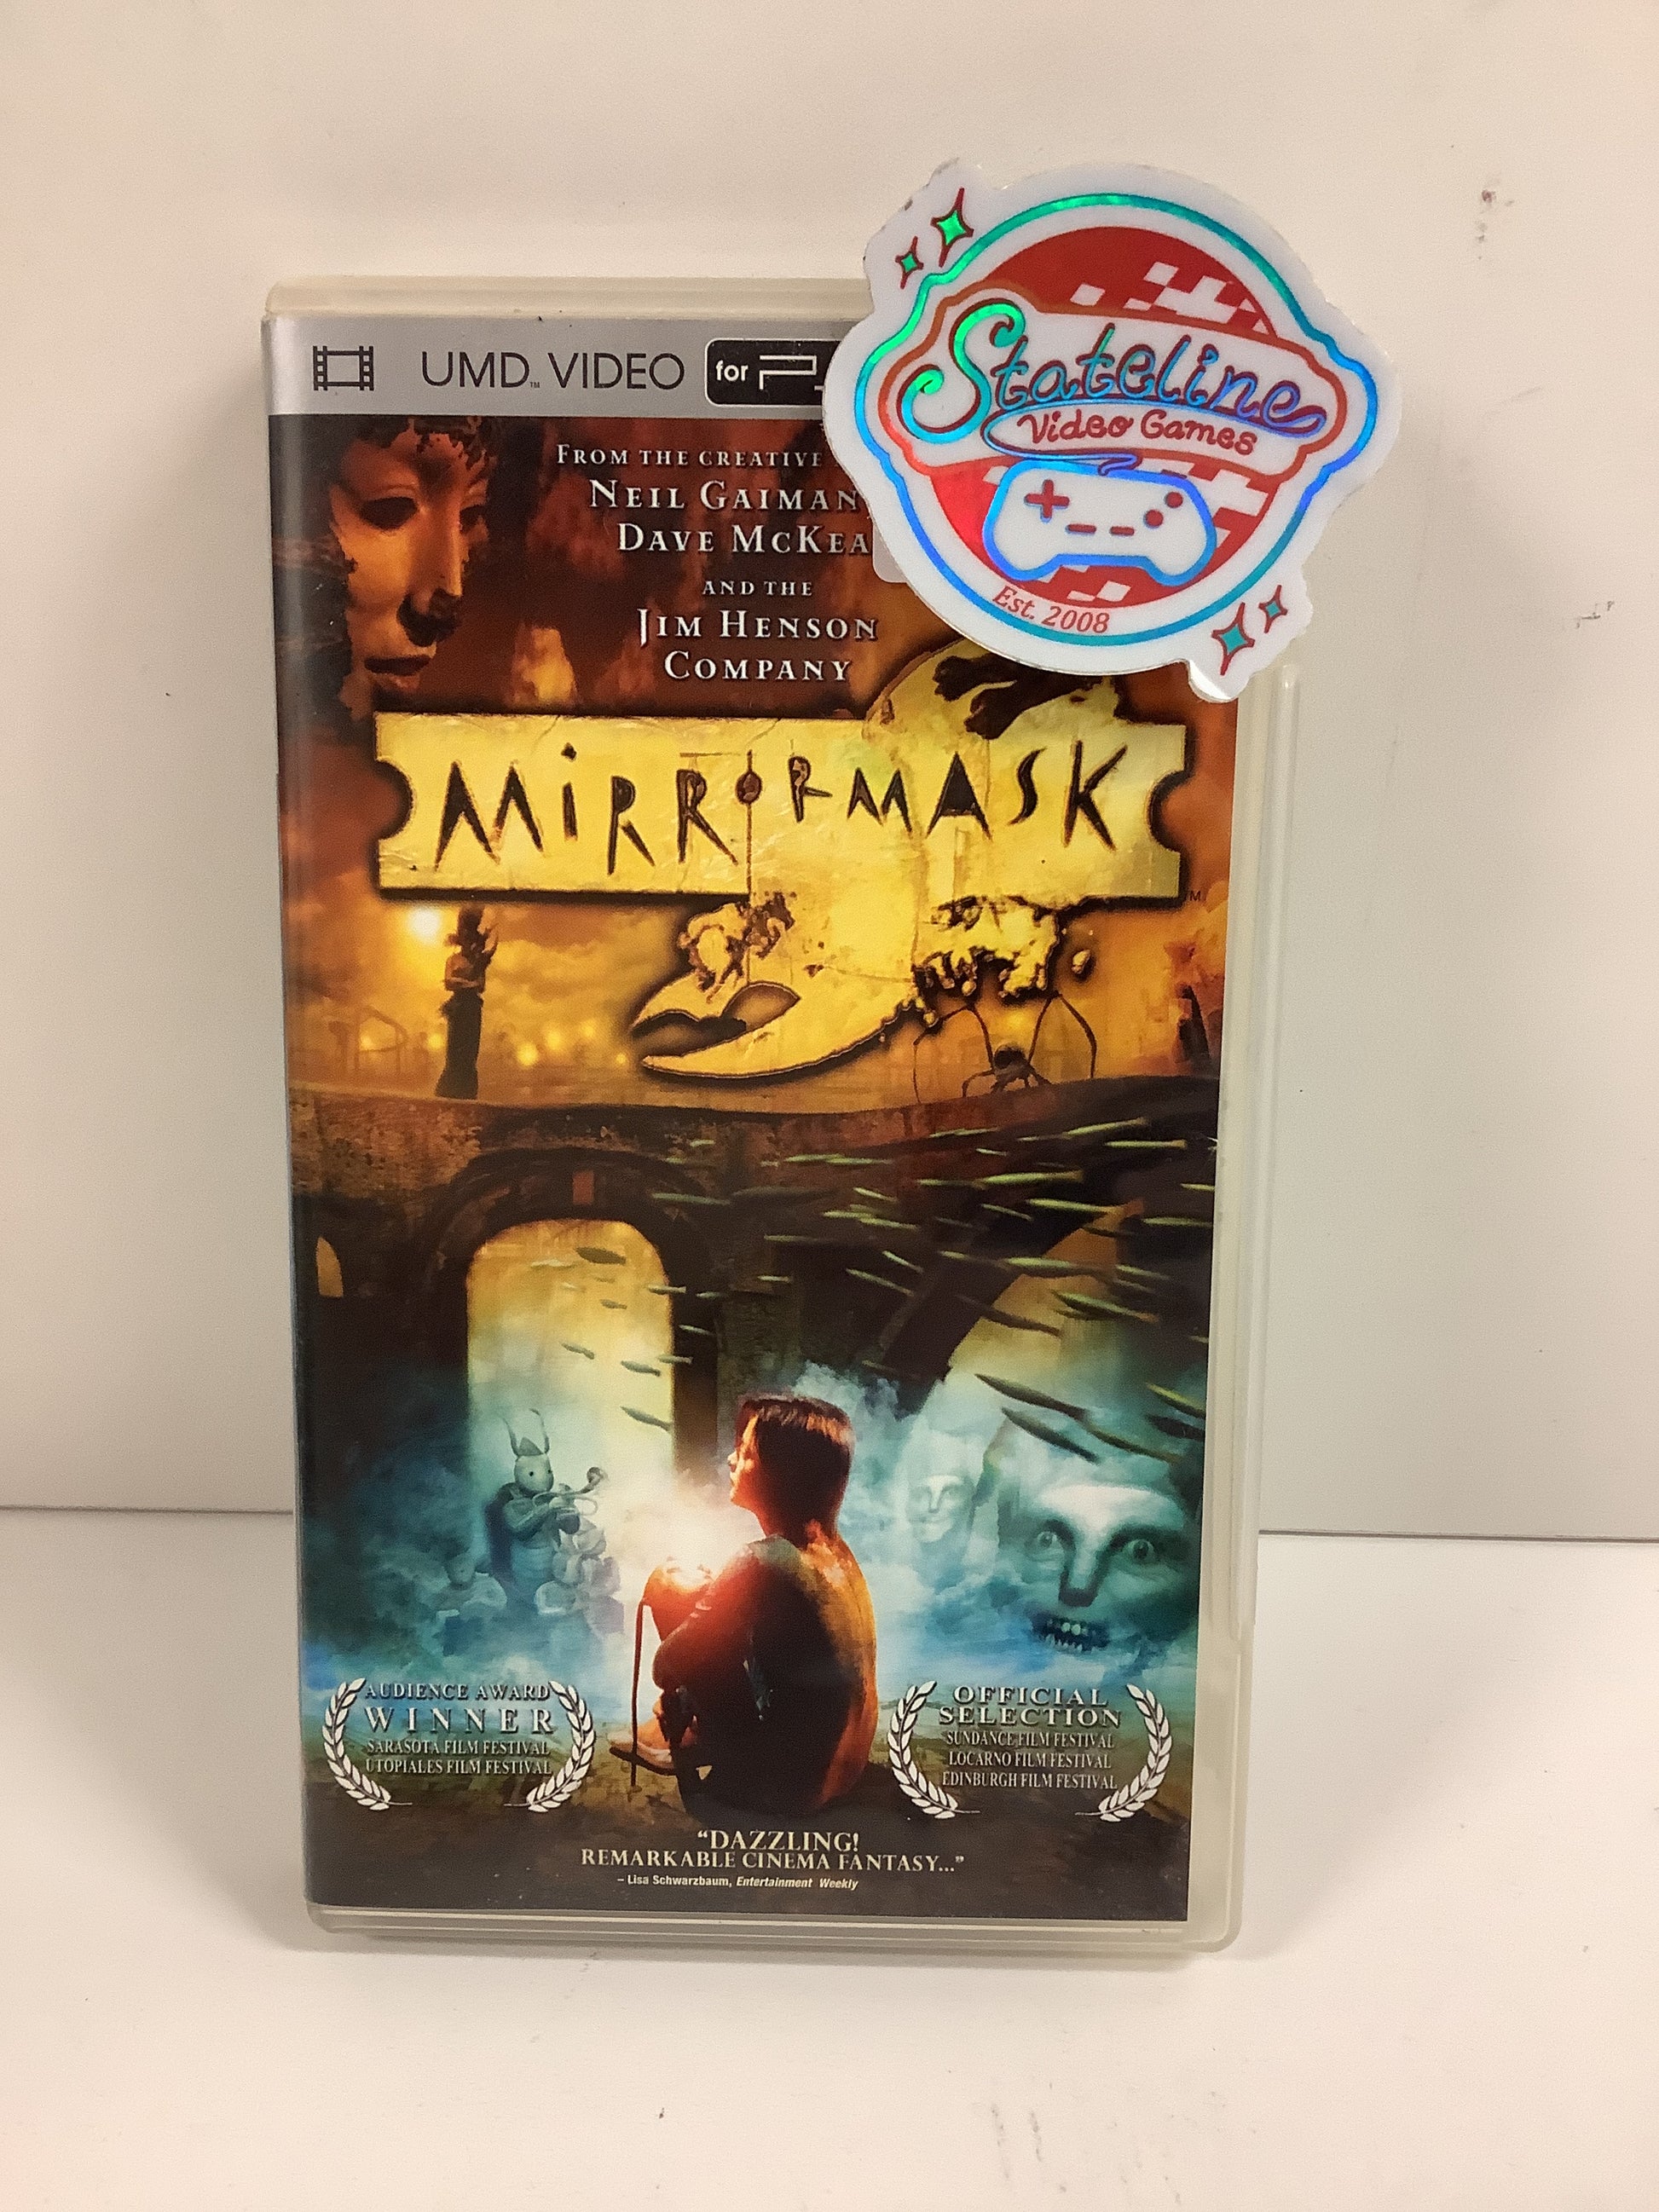 UMD™ VIDEO for
Stateline
Video Games
Est. 2008
FROM THE CREATIVE
NEIL GAIMAN,
DAVE MCKEA
AND THE
JIM HENSON
COMPANY
MIRRORMASK
TM
AUDIENCE AWARD
WINNER
SARASOTA FILM FESTIVAL
UTOPIALES FILM FESTIVAL
OFFICIAL
SELECTION
SUNDANCE FILM FESTIVAL
LOCARNO FILM FESTIVAL
EDINBURGH FILM FESTIVAL
“DAZZLING!
REMARKABLE CINEMA FANTASY...”
– Lisa Schwarzbaum, Entertainment Weekly